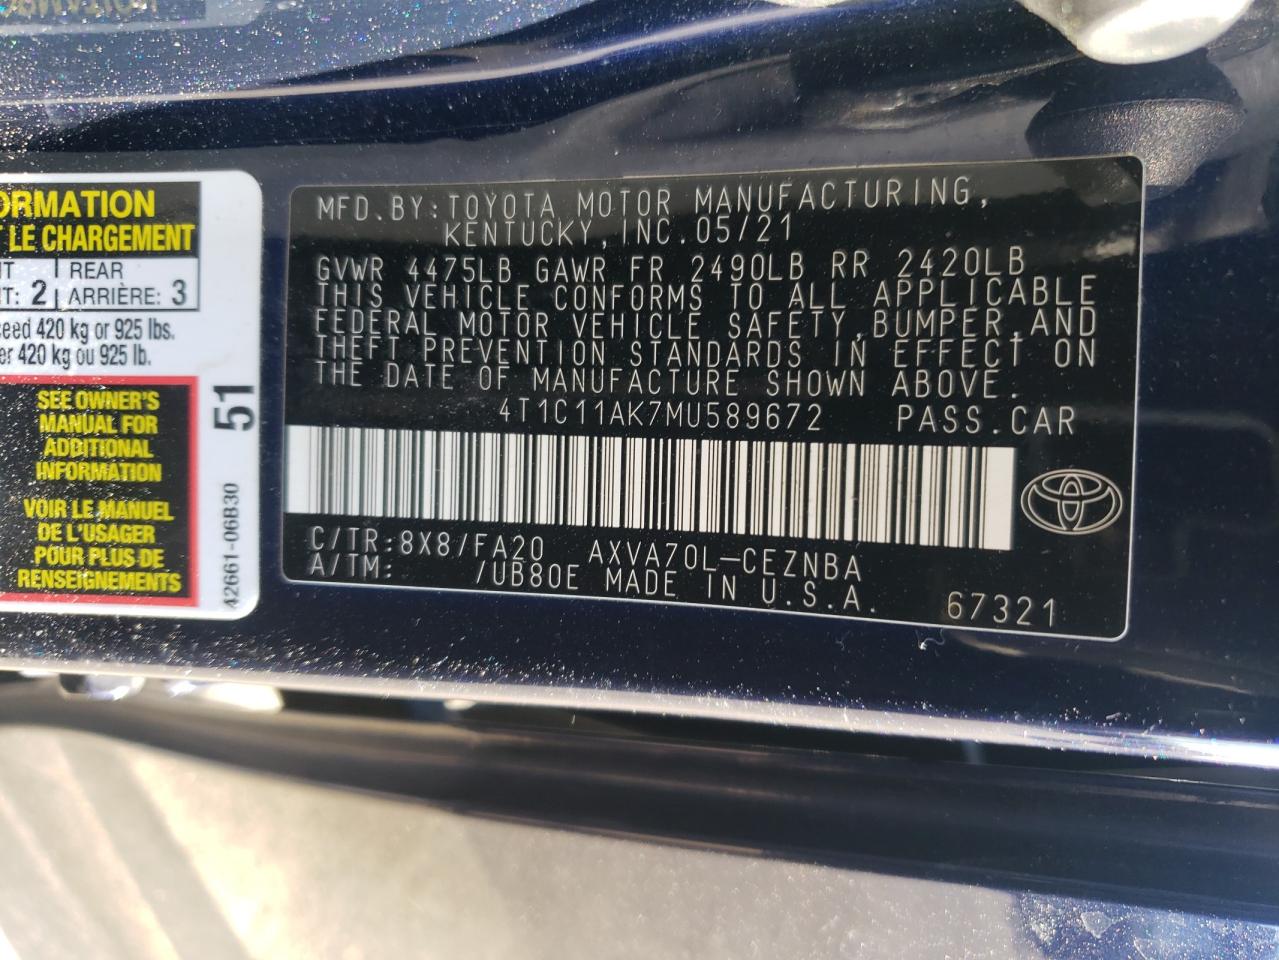 ORMATION
T LE CHARGEMENT
NT | REAR
NT: 2 | ARRIÈRE: 3
ceed 420 kg or 925 lbs.
er 420 kg ou 925 lb.
SEE OWNER'S
MANUAL FOR
ADDITIONAL
INFORMATION
VOIR LE MANUEL
DE L'USAGER
POUR PLUS DE
RENSEIGNEMENTS
51
42661-06B30
MFD.BY:TOYOTA MOTOR MANUFACTURING,
KENTUCKY,INC.05/21
GVWR 4475LB GAWR FR 2490LB RR 2420LB
THIS VEHICLE CONFORMS TO ALL APPLICABLE
FEDERAL MOTOR VEHICLE SAFETY,BUMPER,AND
THEFT PREVENTION STANDARDS IN EFFECT ON
THE DATE OF MANUFACTURE SHOWN ABOVE.
4T1C11AK7MU589672 PASS.CAR
C/TR:8X8/FA20 AXVA70L-CEZNBA
A/TM: /UB80E MADE IN U.S.A. 67321